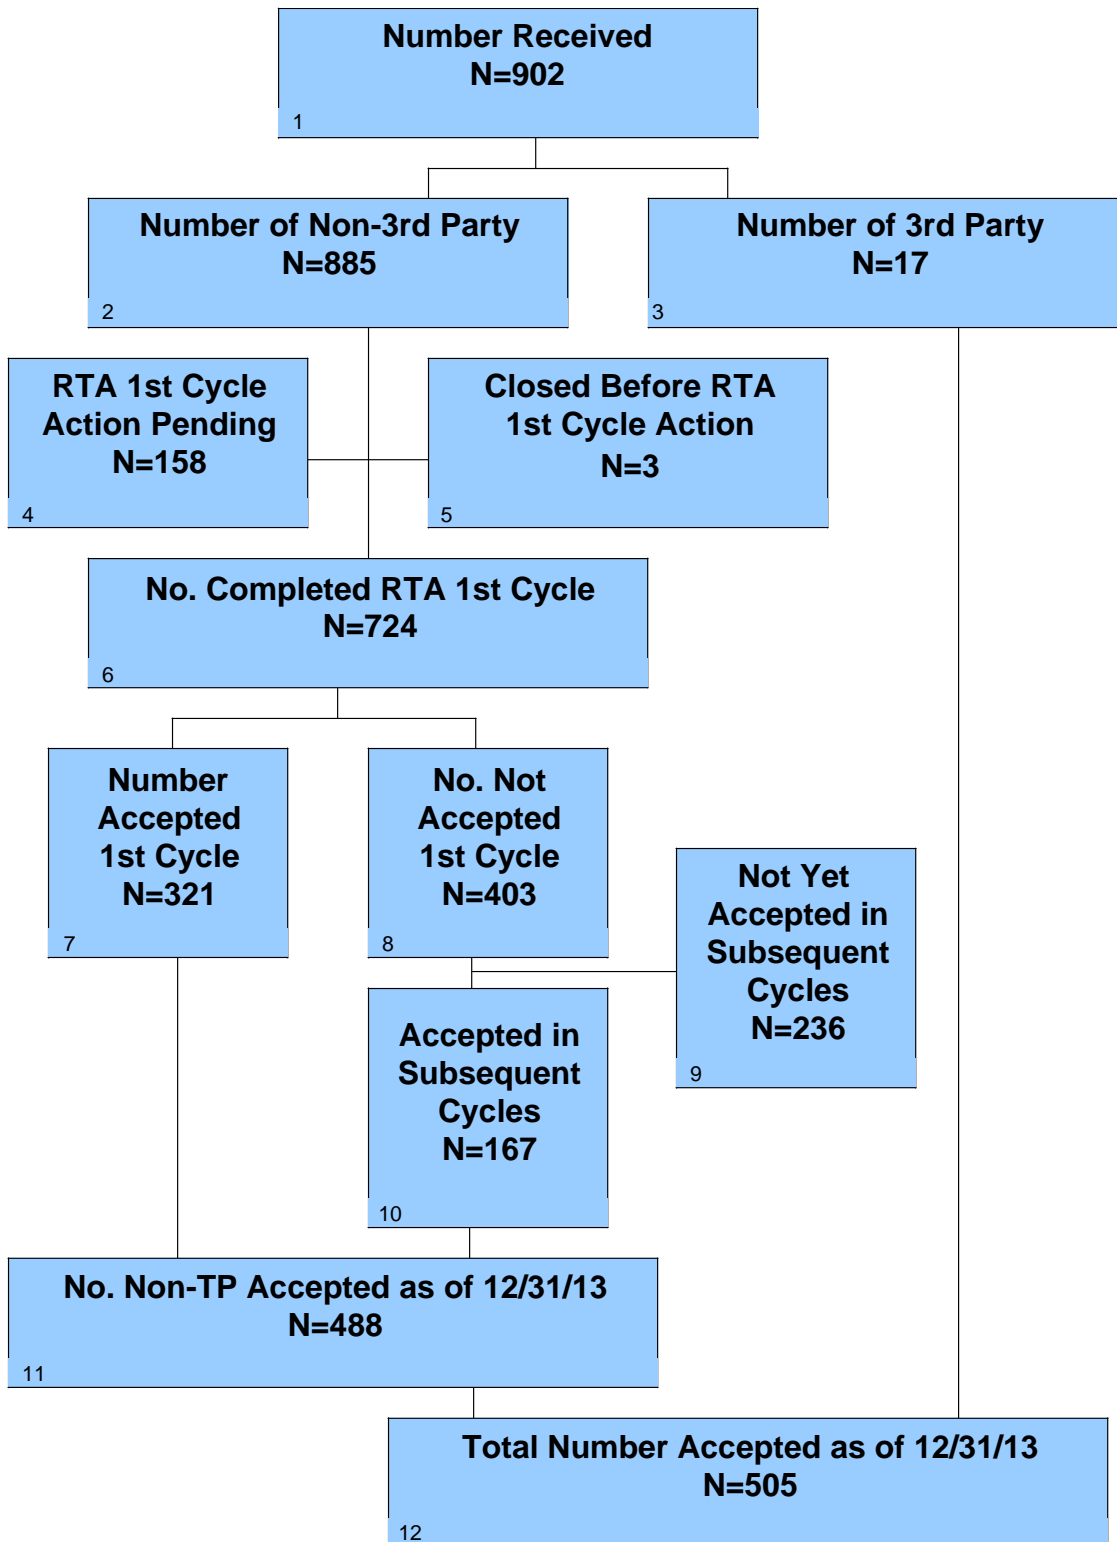 Number Received
N=902
1
Number of Non-3rd Party
N=885
2
Number of 3rd Party
N=17
3
RTA 1st Cycle
Action Pending
N=158
4
Closed Before RTA
1st Cycle Action
N=3
5
No. Completed RTA 1st Cycle
N=724
6
Number
Accepted
1st Cycle
N=321
7
No. Not
Accepted
1st Cycle
N=403
8
Not Yet
Accepted in
Subsequent
Cycles
N=236
9
Accepted in
Subsequent
Cycles
N=167
10
No. Non-TP Accepted as of 12/31/13
N=488
11
Total Number Accepted as of 12/31/13
N=505
12